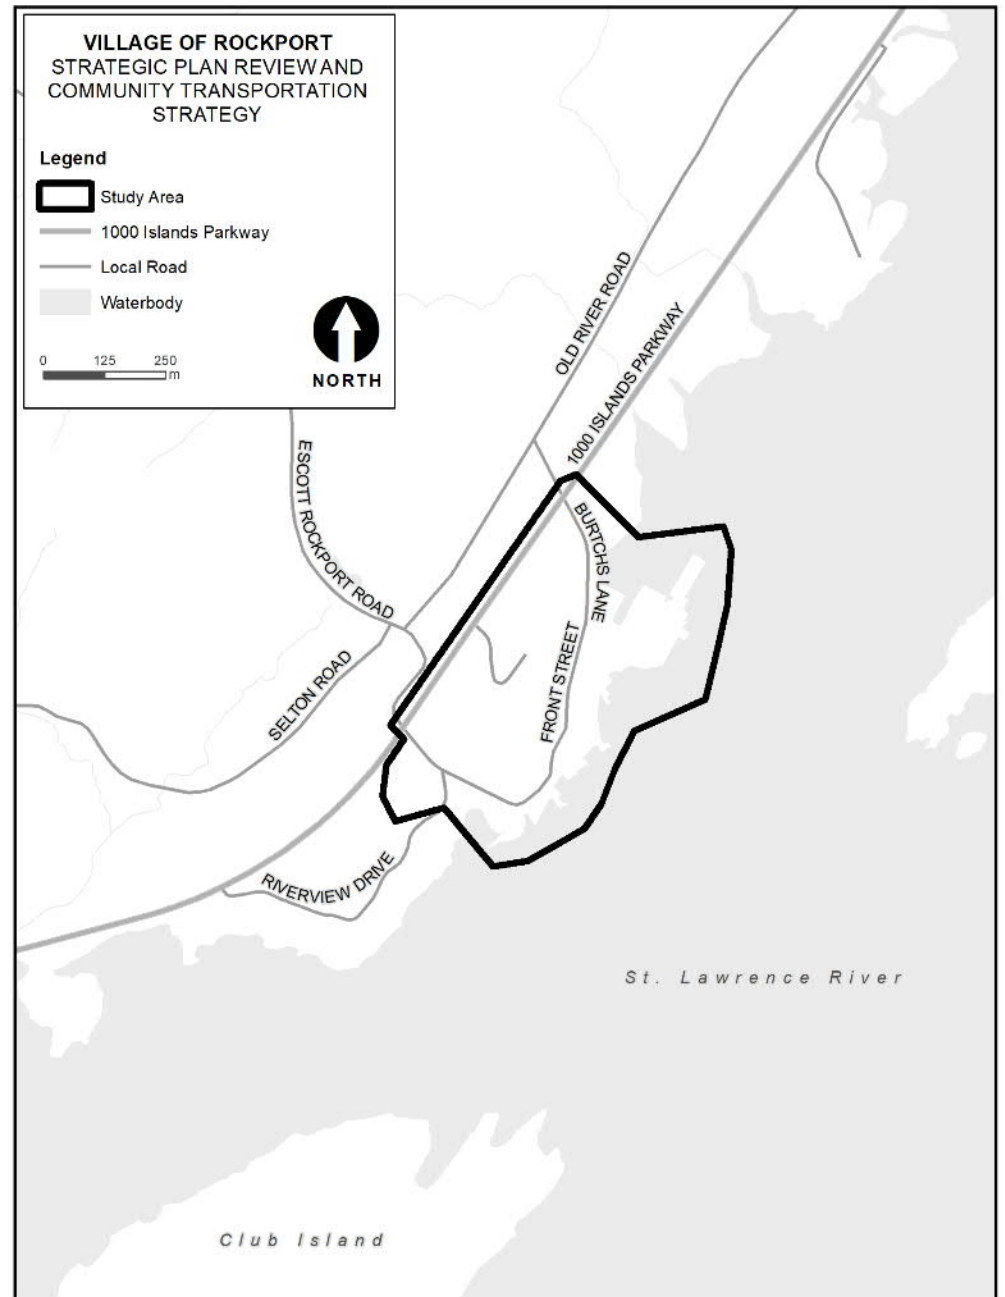 VILLAGE OF ROCKPORT
STRATEGIC PLAN REVIEW AND
COMMUNITY TRANSPORTATION
STRATEGY
Legend
Study Area
1000 Islands Parkway
Local Road
Waterbody
0 125 250
m
NORTH
OLD RIVER ROAD
1000 ISLANDS PARKWAY
ESCOTT ROCKPORT ROAD
BURTCHS LANE
FRONT STREET
SELTON ROAD
RIVERVIEW DRIVE
St. Lawrence River
Club Island